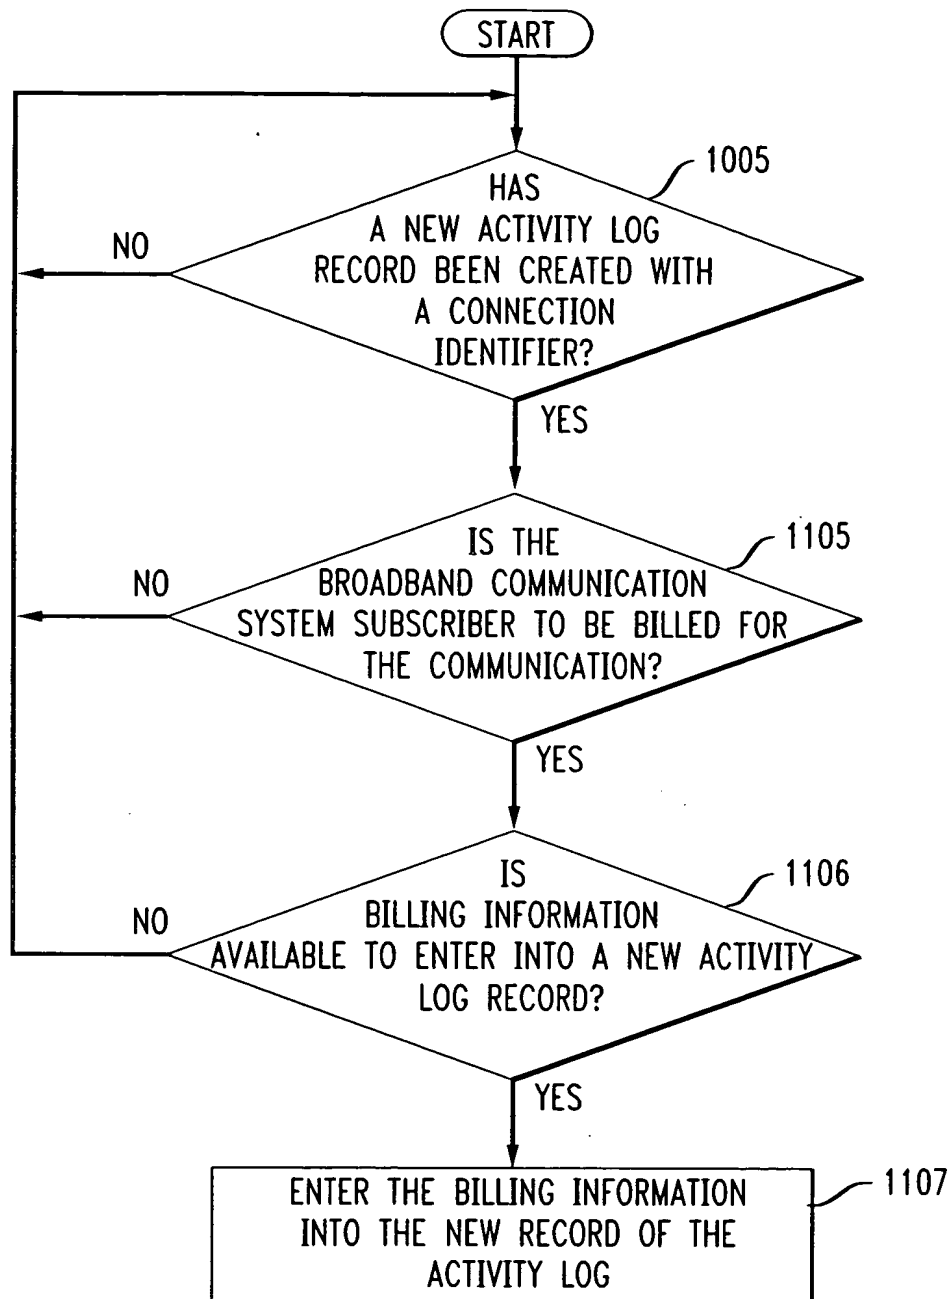 START
1005
HAS
A NEW ACTIVITY LOG
RECORD BEEN CREATED WITH
A CONNECTION
IDENTIFIER?
NO
YES
1105
IS THE
BROADBAND COMMUNICATION
SYSTEM SUBSCRIBER TO BE BILLED FOR
THE COMMUNICATION?
NO
YES
1106
IS
BILLING INFORMATION
AVAILABLE TO ENTER INTO A NEW ACTIVITY
LOG RECORD?
NO
YES
1107
ENTER THE BILLING INFORMATION
INTO THE NEW RECORD OF THE
ACTIVITY LOG